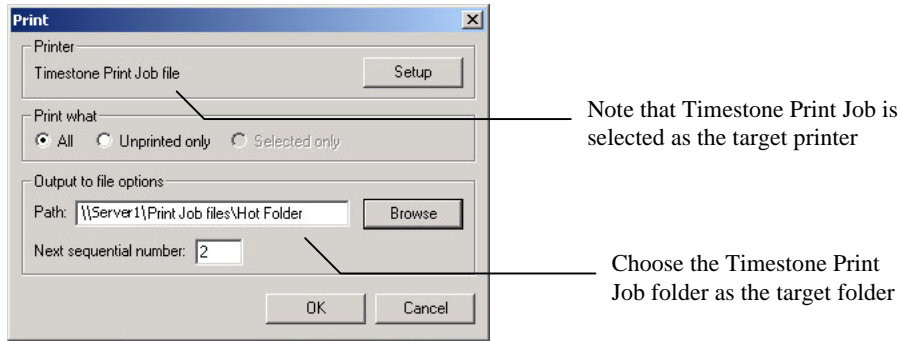 Print
Printer
Timestone Print Job file
Setup
Print what
All
Unprinted only
Selected only
Output to file options
Path:
\\Server1\Print Job files\Hot Folder
Browse
Next sequential number:
2
OK
Cancel
Note that Timestone Print Job is
selected as the target printer
Choose the Timestone Print
Job folder as the target folder